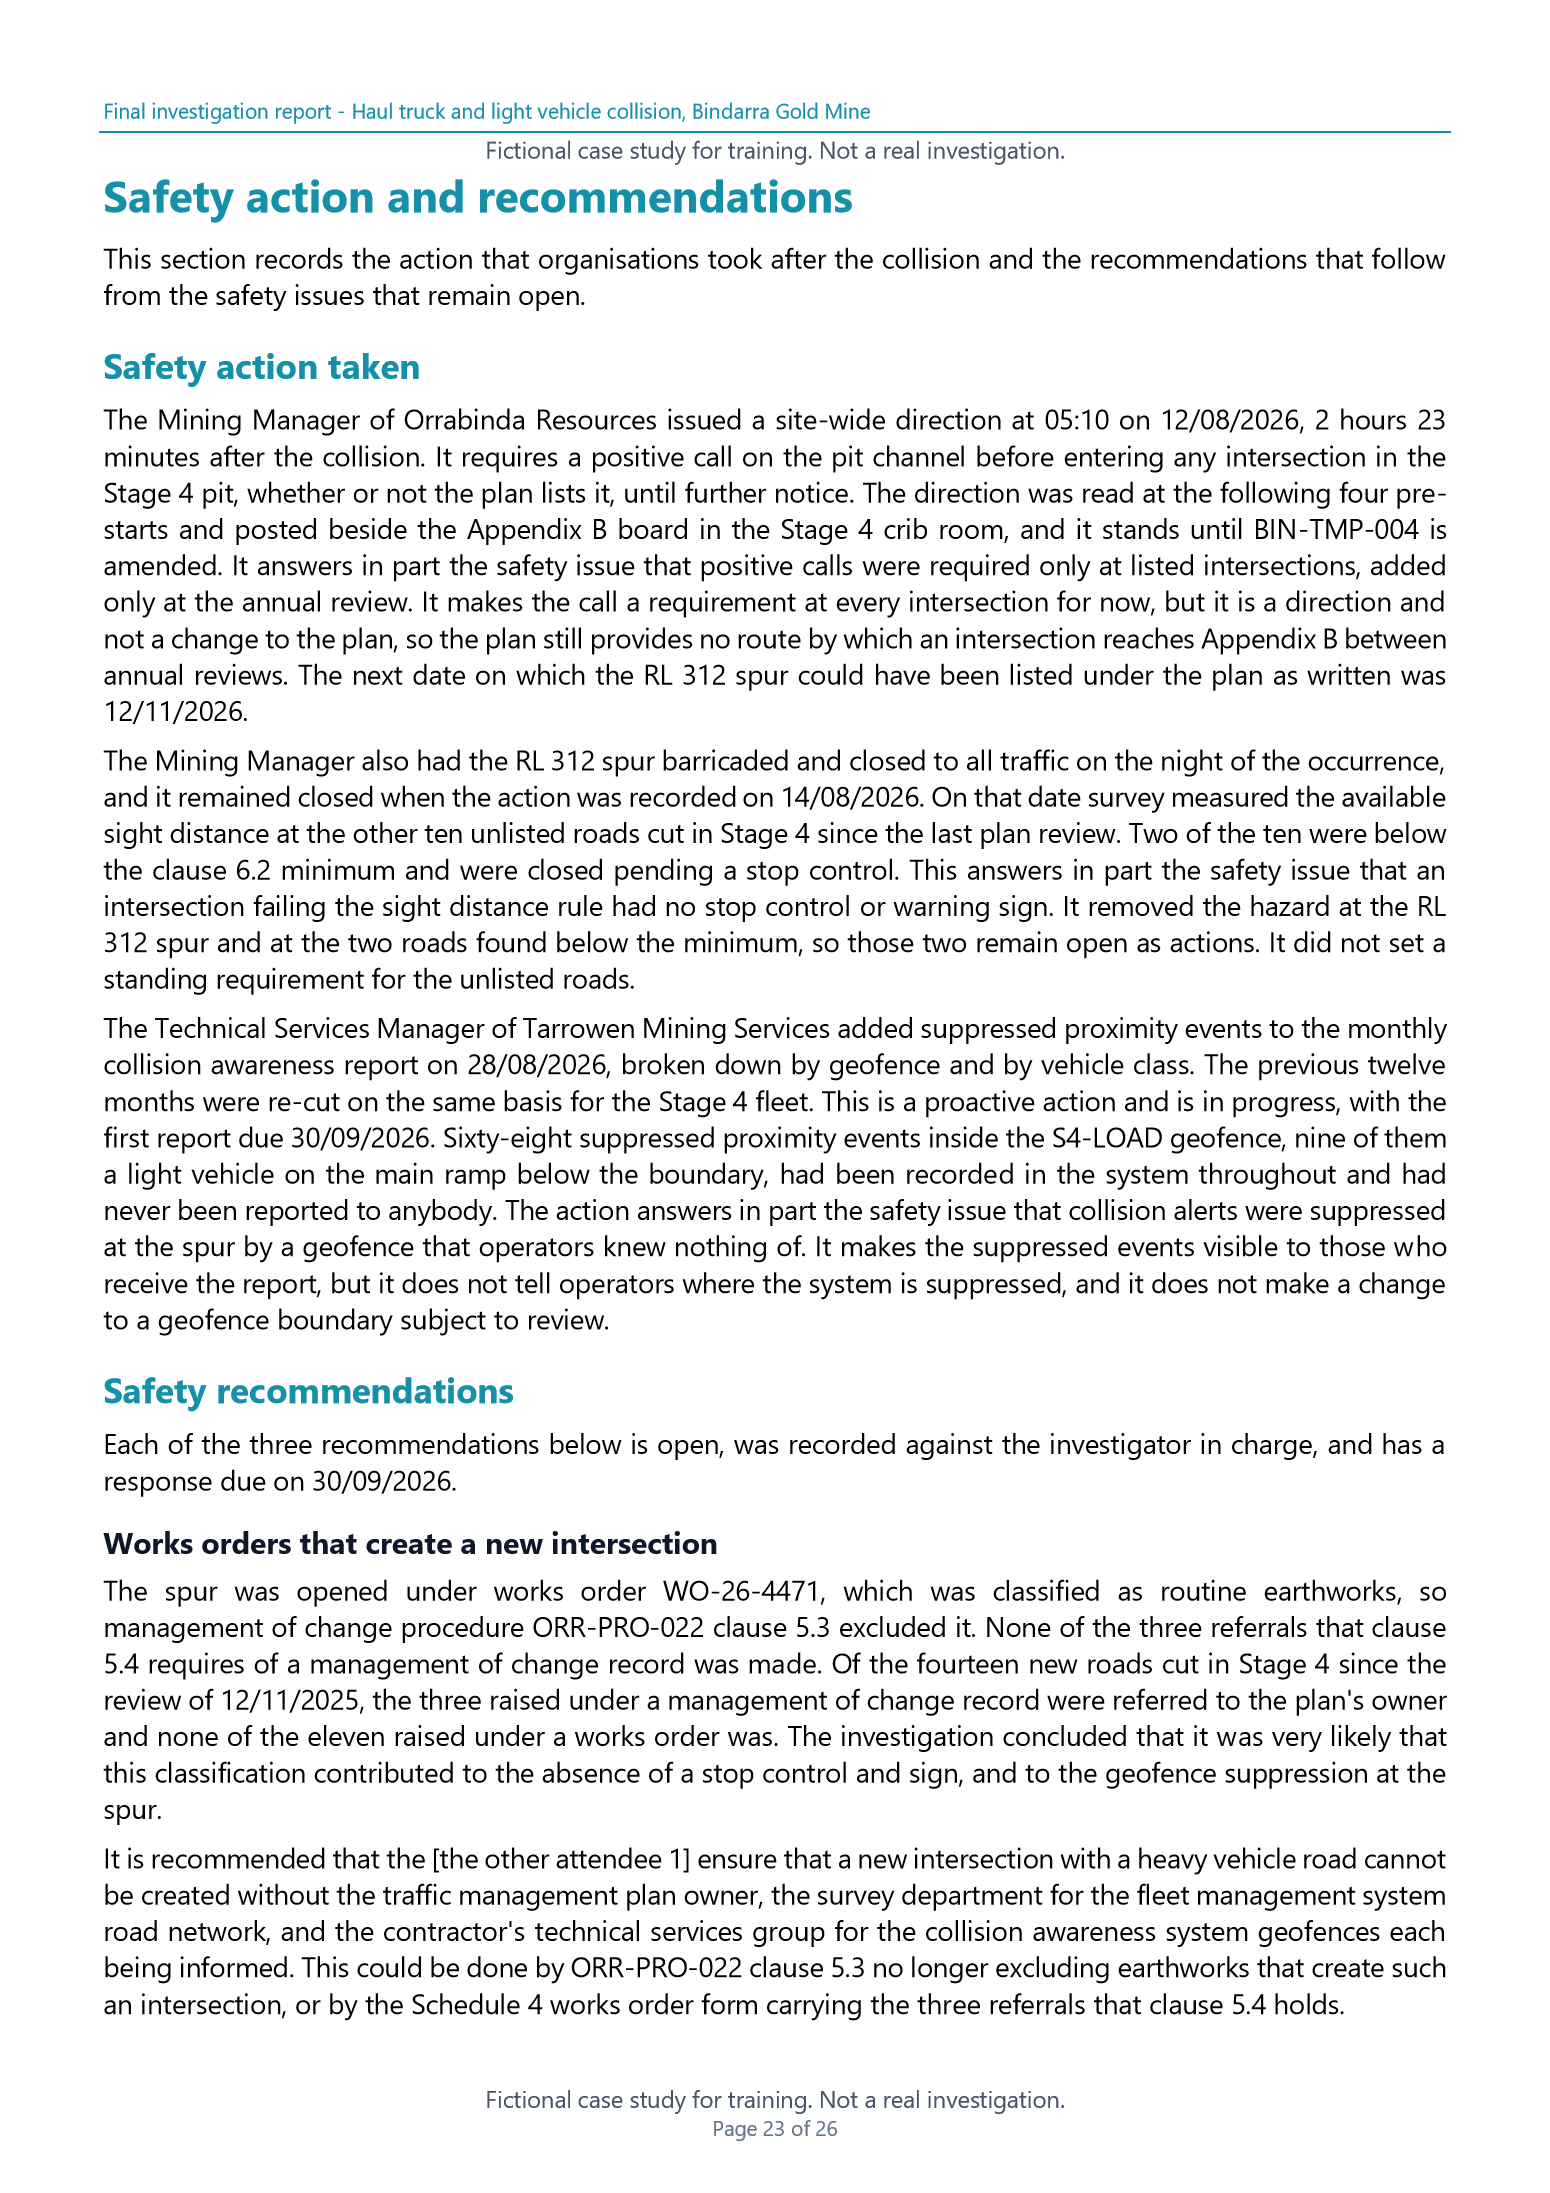 Final investigation report - Haul truck and light vehicle collision, Bindarra Gold Mine
Fictional case study for training. Not a real investigation.
Safety action and recommendations
This section records the action that organisations took after the collision and the recommendations that follow
from the safety issues that remain open.
Safety action taken
The Mining Manager of Orrabinda Resources issued a site-wide direction at 05:10 on 12/08/2026, 2 hours 23
minutes after the collision. It requires a positive call on the pit channel before entering any intersection in the
Stage 4 pit, whether or not the plan lists it, until further notice. The direction was read at the following four pre-
starts and posted beside the Appendix B board in the Stage 4 crib room, and it stands until BIN-TMP-004 is
amended. It answers in part the safety issue that positive calls were required only at listed intersections, added
only at the annual review. It makes the call a requirement at every intersection for now, but it is a direction and
not a change to the plan, so the plan still provides no route by which an intersection reaches Appendix B between
annual reviews. The next date on which the RL 312 spur could have been listed under the plan as written was
12/11/2026.
The Mining Manager also had the RL 312 spur barricaded and closed to all traffic on the night of the occurrence,
and it remained closed when the action was recorded on 14/08/2026. On that date survey measured the available
sight distance at the other ten unlisted roads cut in Stage 4 since the last plan review. Two of the ten were below
the clause 6.2 minimum and were closed pending a stop control. This answers in part the safety issue that an
intersection failing the sight distance rule had no stop control or warning sign. It removed the hazard at the RL
312 spur and at the two roads found below the minimum, so those two remain open as actions. It did not set a
standing requirement for the unlisted roads.
The Technical Services Manager of Tarrowen Mining Services added suppressed proximity events to the monthly
collision awareness report on 28/08/2026, broken down by geofence and by vehicle class. The previous twelve
months were re-cut on the same basis for the Stage 4 fleet. This is a proactive action and is in progress, with the
first report due 30/09/2026. Sixty-eight suppressed proximity events inside the S4-LOAD geofence, nine of them
a light vehicle on the main ramp below the boundary, had been recorded in the system throughout and had
never been reported to anybody. The action answers in part the safety issue that collision alerts were suppressed
at the spur by a geofence that operators knew nothing of. It makes the suppressed events visible to those who
receive the report, but it does not tell operators where the system is suppressed, and it does not make a change
to a geofence boundary subject to review.
Safety recommendations
Each of the three recommendations below is open, was recorded against the investigator in charge, and has a
response due on 30/09/2026.
Works orders that create a new intersection
The spur was opened under works order WO-26-4471, which was classified as routine earthworks, so
management of change procedure ORR-PRO-022 clause 5.3 excluded it. None of the three referrals that clause
5.4 requires of a management of change record was made. Of the fourteen new roads cut in Stage 4 since the
review of 12/11/2025, the three raised under a management of change record were referred to the plan's owner
and none of the eleven raised under a works order was. The investigation concluded that it was very likely that
this classification contributed to the absence of a stop control and sign, and to the geofence suppression at the
spur.
It is recommended that the [the other attendee 1] ensure that a new intersection with a heavy vehicle road cannot
be created without the traffic management plan owner, the survey department for the fleet management system
road network, and the contractor's technical services group for the collision awareness system geofences each
being informed. This could be done by ORR-PRO-022 clause 5.3 no longer excluding earthworks that create such
an intersection, or by the Schedule 4 works order form carrying the three referrals that clause 5.4 holds.
Fictional case study for training. Not a real investigation.
Page 23 of 26